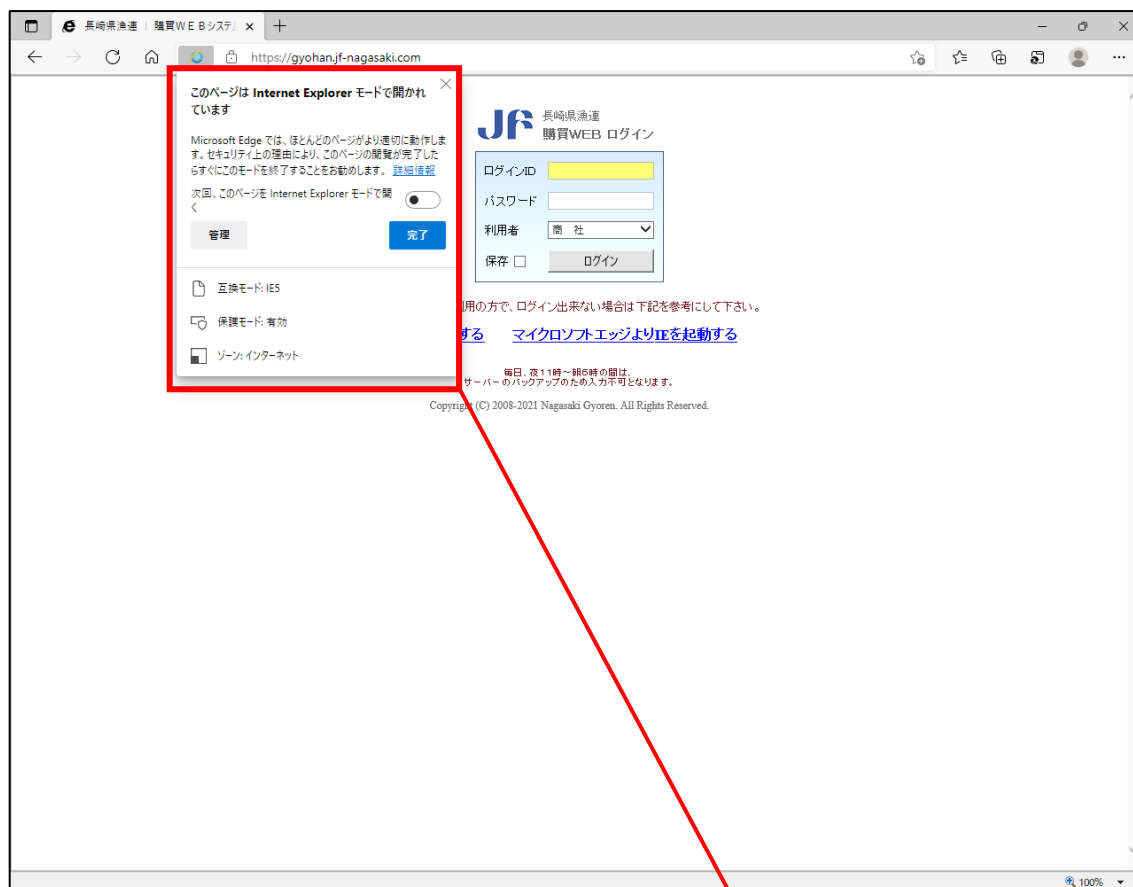 長崎県漁連 | 購買WEBシステム
https://gyohan.jf-nagasaki.com
このページは Internet Explorer モードで開かれ
ています
Microsoft Edge では、ほとんどのページがより適切に動作しま
す。セキュリティ上の理由により、このページの閲覧が完了した
らすぐにこのモードを終了することをお勧めします。 詳細情報
次回、このページを Internet Explorer モードで開
く
管理 完了
互換モード: IE5
保護モード: 有効
ゾーン: インターネット
JF 長崎県漁連
購買WEB ログイン
ログインID
パスワード
利用者 商 社
保存 ログイン
用の方で、ログイン出来ない場合は下記を参考にして下さい。
する マイクロソフトエッジよりIEを起動する
毎日、夜11時~朝6時の間は、
サーバーのバックアップのため入力不可となります。
Copyright (C) 2008-2021 Nagasaki Gyoren. All Rights Reserved.
100%